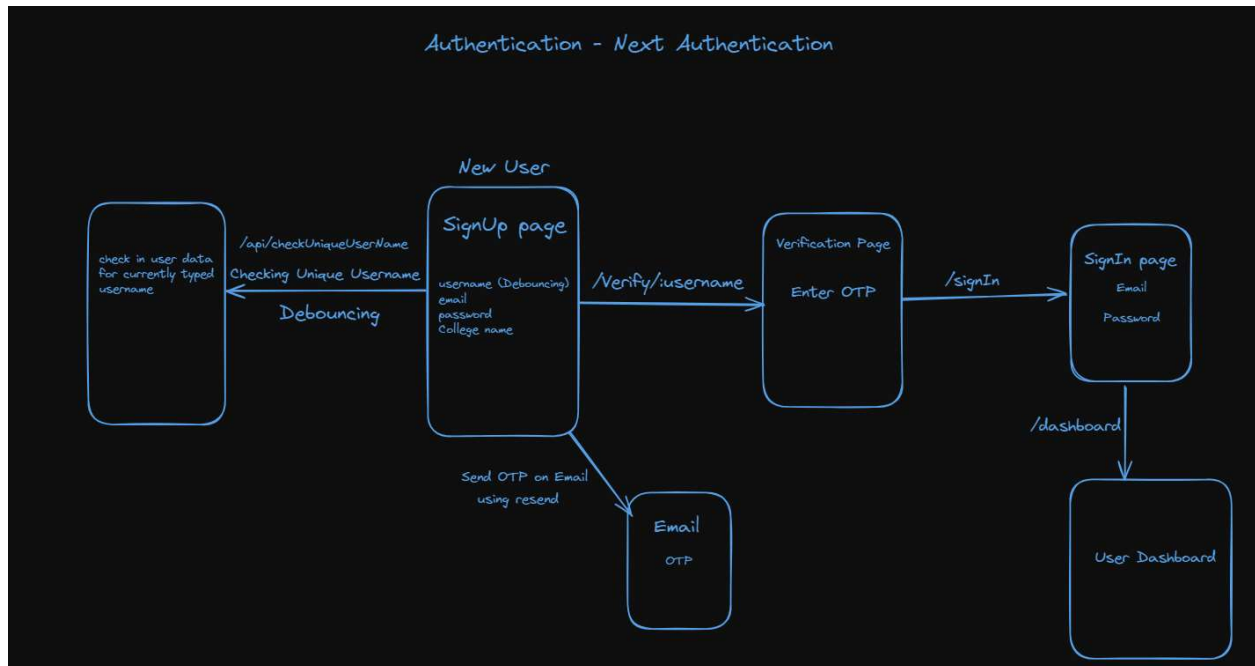 Authentication - Next Authentication
New User
SignUp page
username (Debouncing)
email
password
College name
/api/checkUniqueUserName
Checking Unique Username
Debouncing
check in user data
for currently typed
username
/Verify/:username
Verification Page
Enter OTP
/signIn
SignIn page
Email
Password
/dashboard
User Dashboard
Send OTP on Email
using resend
Email
OTP